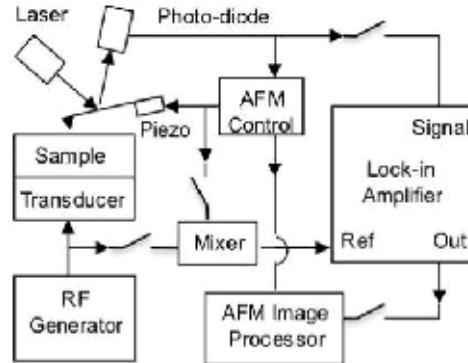 Laser
Photo-diode
Piezo
AFM
Control
Signal
Lock-in
Amplifier
Ref
Out
Sample
Transducer
Mixer
RF
Generator
AFM Image
Processor